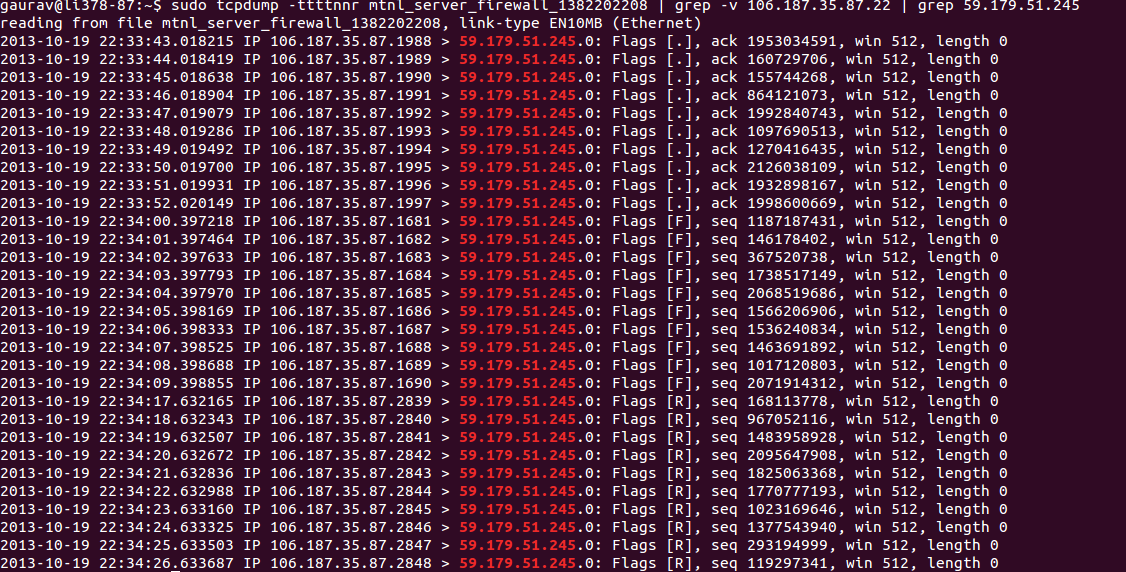 gaurav@li378-87:~$ sudo tcpdump -ttttnnr mtnl_server_firewall_1382202208 | grep -v 106.187.35.87.22 | grep 59.179.51.245
reading from file mtnl_server_firewall_1382202208, link-type EN10MB (Ethernet)
2013-10-19 22:33:43.018215 IP 106.187.35.87.1988 > 59.179.51.245.0: Flags [.], ack 1953034591, win 512, length 0
2013-10-19 22:33:44.018419 IP 106.187.35.87.1989 > 59.179.51.245.0: Flags [.], ack 160729706, win 512, length 0
2013-10-19 22:33:45.018638 IP 106.187.35.87.1990 > 59.179.51.245.0: Flags [.], ack 155744268, win 512, length 0
2013-10-19 22:33:46.018904 IP 106.187.35.87.1991 > 59.179.51.245.0: Flags [.], ack 864121073, win 512, length 0
2013-10-19 22:33:47.019079 IP 106.187.35.87.1992 > 59.179.51.245.0: Flags [.], ack 1992840743, win 512, length 0
2013-10-19 22:33:48.019286 IP 106.187.35.87.1993 > 59.179.51.245.0: Flags [.], ack 1097690513, win 512, length 0
2013-10-19 22:33:49.019492 IP 106.187.35.87.1994 > 59.179.51.245.0: Flags [.], ack 1270416435, win 512, length 0
2013-10-19 22:33:50.019700 IP 106.187.35.87.1995 > 59.179.51.245.0: Flags [.], ack 2126038109, win 512, length 0
2013-10-19 22:33:51.019931 IP 106.187.35.87.1996 > 59.179.51.245.0: Flags [.], ack 1932898167, win 512, length 0
2013-10-19 22:33:52.020149 IP 106.187.35.87.1997 > 59.179.51.245.0: Flags [.], ack 1998600669, win 512, length 0
2013-10-19 22:34:00.397218 IP 106.187.35.87.1681 > 59.179.51.245.0: Flags [F], seq 1187187431, win 512, length 0
2013-10-19 22:34:01.397464 IP 106.187.35.87.1682 > 59.179.51.245.0: Flags [F], seq 146178402, win 512, length 0
2013-10-19 22:34:02.397633 IP 106.187.35.87.1683 > 59.179.51.245.0: Flags [F], seq 367520738, win 512, length 0
2013-10-19 22:34:03.397793 IP 106.187.35.87.1684 > 59.179.51.245.0: Flags [F], seq 1738517149, win 512, length 0
2013-10-19 22:34:04.397970 IP 106.187.35.87.1685 > 59.179.51.245.0: Flags [F], seq 2068519686, win 512, length 0
2013-10-19 22:34:05.398169 IP 106.187.35.87.1686 > 59.179.51.245.0: Flags [F], seq 1566206906, win 512, length 0
2013-10-19 22:34:06.398333 IP 106.187.35.87.1687 > 59.179.51.245.0: Flags [F], seq 1536240834, win 512, length 0
2013-10-19 22:34:07.398525 IP 106.187.35.87.1688 > 59.179.51.245.0: Flags [F], seq 1463691892, win 512, length 0
2013-10-19 22:34:08.398688 IP 106.187.35.87.1689 > 59.179.51.245.0: Flags [F], seq 1017120803, win 512, length 0
2013-10-19 22:34:09.398855 IP 106.187.35.87.1690 > 59.179.51.245.0: Flags [F], seq 2071914312, win 512, length 0
2013-10-19 22:34:17.632165 IP 106.187.35.87.2839 > 59.179.51.245.0: Flags [R], seq 168113778, win 512, length 0
2013-10-19 22:34:18.632343 IP 106.187.35.87.2840 > 59.179.51.245.0: Flags [R], seq 967052116, win 512, length 0
2013-10-19 22:34:19.632507 IP 106.187.35.87.2841 > 59.179.51.245.0: Flags [R], seq 1483958928, win 512, length 0
2013-10-19 22:34:20.632672 IP 106.187.35.87.2842 > 59.179.51.245.0: Flags [R], seq 2095647908, win 512, length 0
2013-10-19 22:34:21.632836 IP 106.187.35.87.2843 > 59.179.51.245.0: Flags [R], seq 1825063368, win 512, length 0
2013-10-19 22:34:22.632988 IP 106.187.35.87.2844 > 59.179.51.245.0: Flags [R], seq 1770777193, win 512, length 0
2013-10-19 22:34:23.633160 IP 106.187.35.87.2845 > 59.179.51.245.0: Flags [R], seq 1023169646, win 512, length 0
2013-10-19 22:34:24.633325 IP 106.187.35.87.2846 > 59.179.51.245.0: Flags [R], seq 1377543940, win 512, length 0
2013-10-19 22:34:25.633503 IP 106.187.35.87.2847 > 59.179.51.245.0: Flags [R], seq 293194999, win 512, length 0
2013-10-19 22:34:26.633687 IP 106.187.35.87.2848 > 59.179.51.245.0: Flags [R], seq 119297341, win 512, length 0